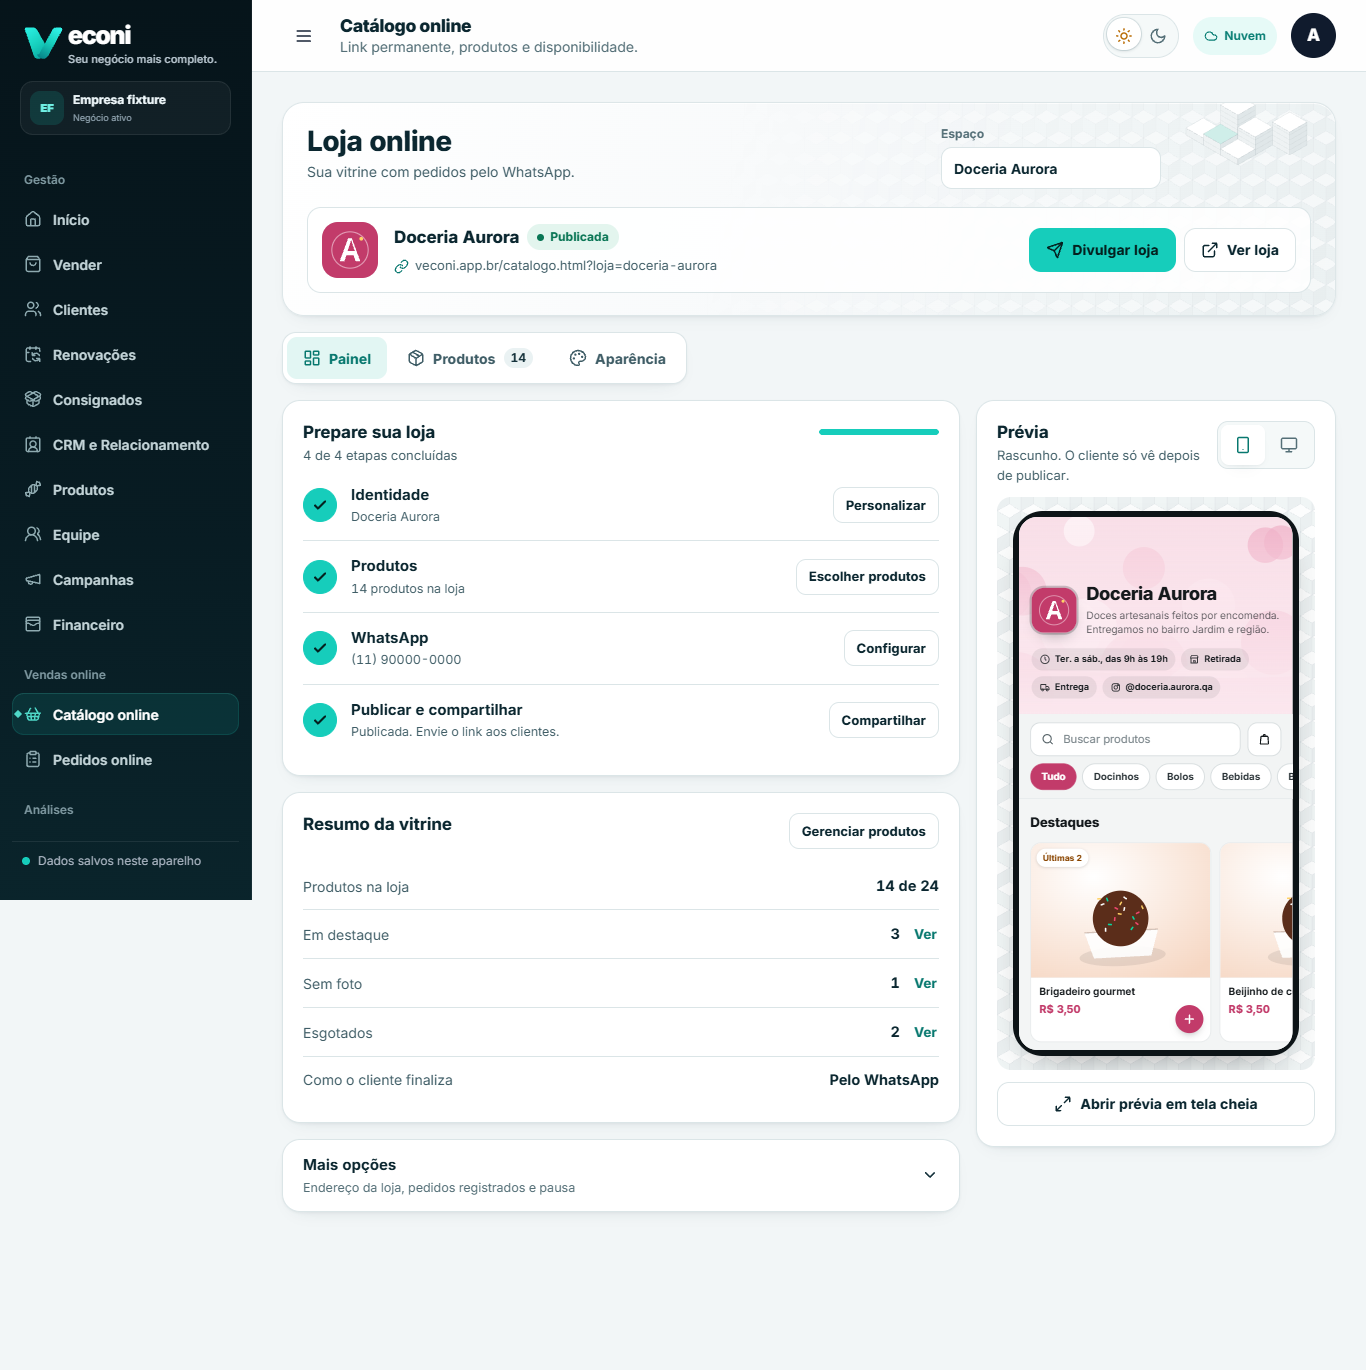 Veconi
Seu negócio mais completo.
EF
Empresa fixture
Negócio ativo
Gestão
Início
Vender
Clientes
Renovações
Consignados
CRM e Relacionamento
Produtos
Equipe
Campanhas
Financeiro
Vendas online
Catálogo online
Pedidos online
Análises
Dados salvos neste aparelho
Catálogo online
Link permanente, produtos e disponibilidade.
Nuvem
A
Loja online
Sua vitrine com pedidos pelo WhatsApp.
Espaço
Doceria Aurora
A
Doceria Aurora
Publicada
veconi.app.br/catalogo.html?loja=doceria-aurora
Divulgar loja
Ver loja
Painel
Produtos 14
Aparência
Prepare sua loja
4 de 4 etapas concluídas
Identidade
Doceria Aurora
Personalizar
Produtos
14 produtos na loja
Escolher produtos
WhatsApp
(11) 90000-0000
Configurar
Publicar e compartilhar
Publicada. Envie o link aos clientes.
Compartilhar
Resumo da vitrine
Gerenciar produtos
Produtos na loja
14 de 24
Em destaque
3 Ver
Sem foto
1 Ver
Esgotados
2 Ver
Como o cliente finaliza
Pelo WhatsApp
Mais opções
Endereço da loja, pedidos registrados e pausa
Prévia
Rascunho. O cliente só vê depois
de publicar.
A
Doceria Aurora
Doces artesanais feitos por encomenda.
Entregamos no bairro Jardim e região.
Ter. a sáb., das 9h às 19h
Retirada
Entrega
@doceria.aurora.qa
Buscar produtos
Tudo
Docinhos
Bolos
Bebidas
Destaques
Últimas 2
Brigadeiro gourmet
R$ 3,50
Beijinho de c
R$ 3,50
Abrir prévia em tela cheia